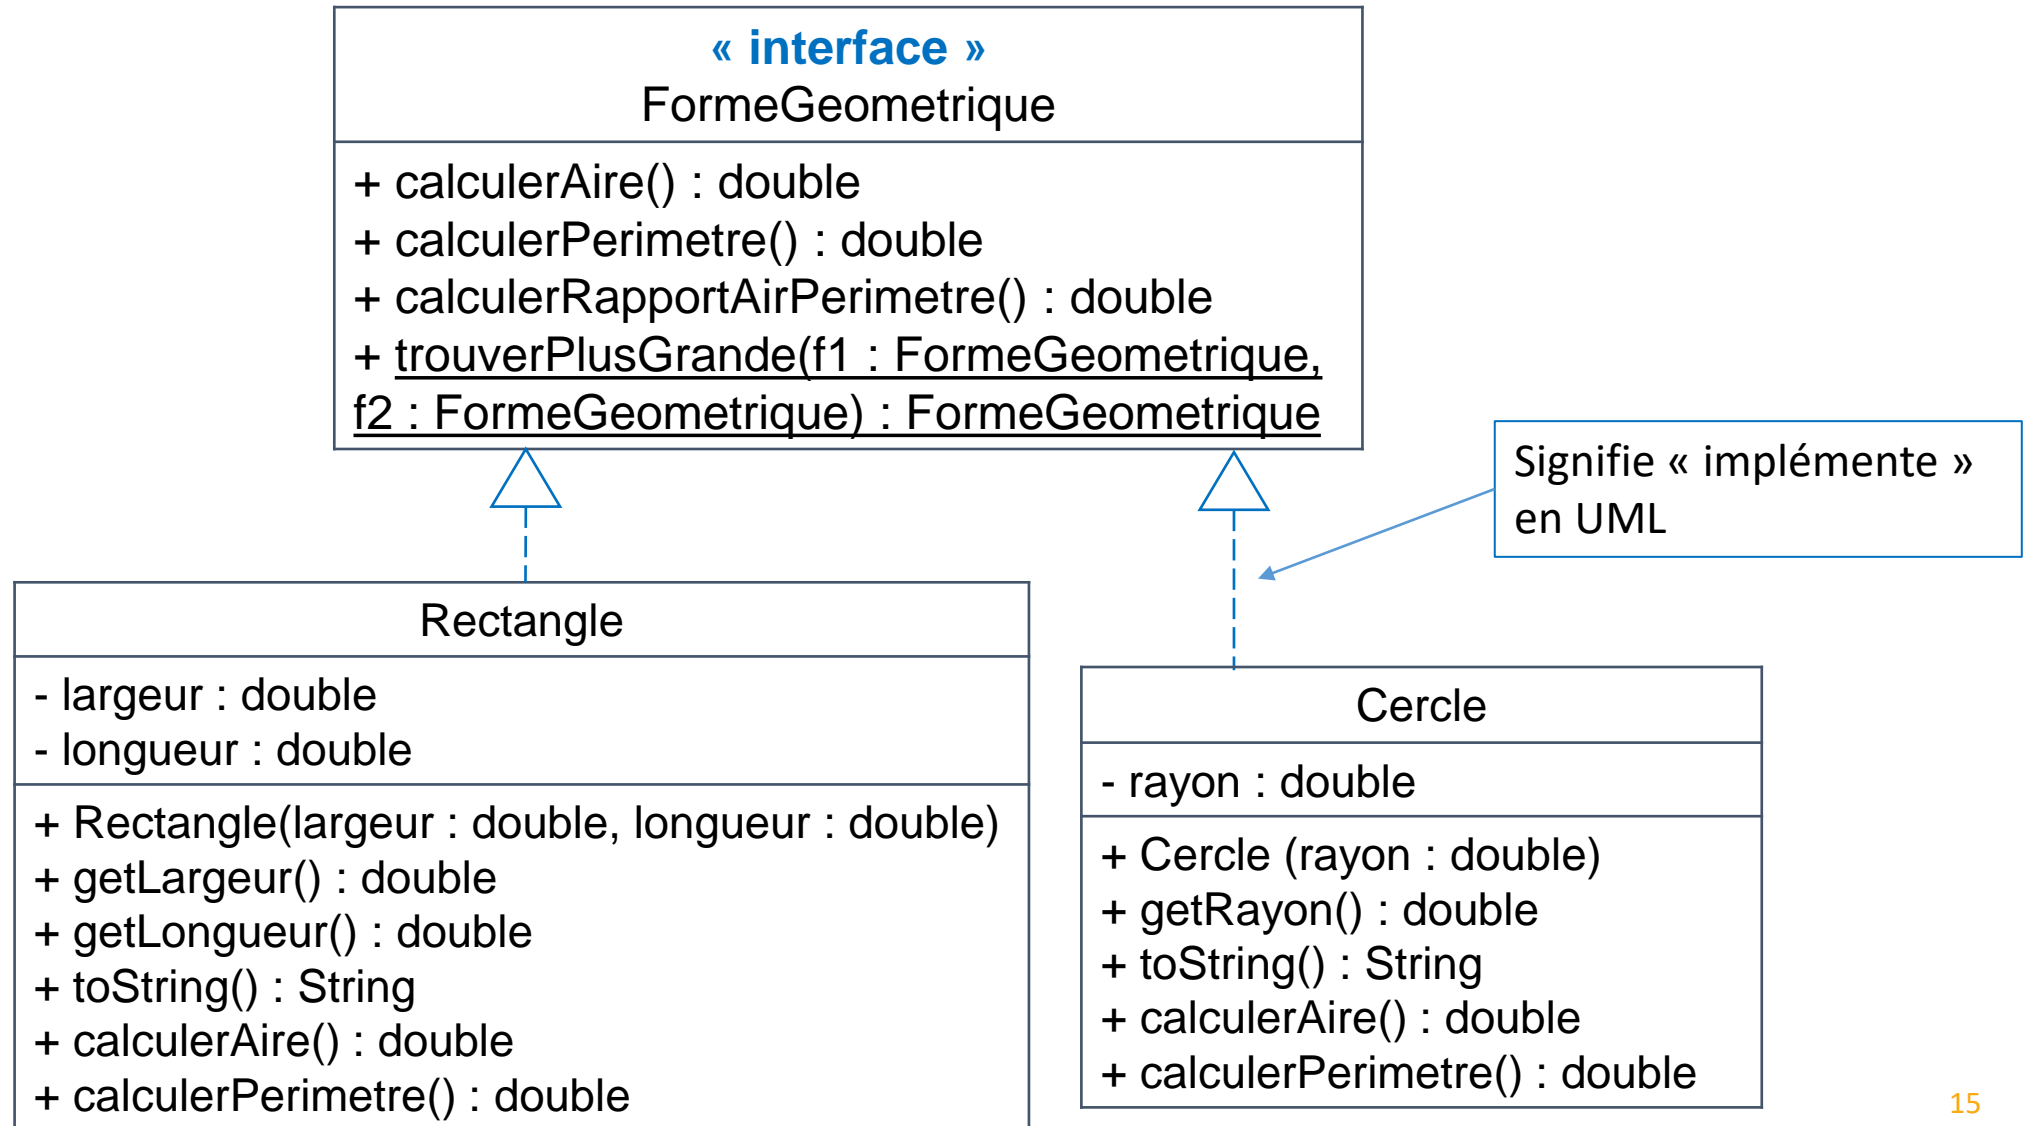 « interface »
FormeGeometrique
+ calculerAire() : double
+ calculerPerimetre() : double
+ calculerRapportAirPerimetre() : double
+ trouverPlusGrande(f1 : FormeGeometrique,
f2 : FormeGeometrique) : FormeGeometrique
Signifie « implémente »
en UML
Rectangle
- largeur : double
- longueur : double
+ Rectangle(largeur : double, longueur : double)
+ getLargeur() : double
+ getLongueur() : double
+ toString() : String
+ calculerAire() : double
+ calculerPerimetre() : double
Cercle
- rayon : double
+ Cercle (rayon : double)
+ getRayon() : double
+ toString() : String
+ calculerAire() : double
+ calculerPerimetre() : double
15